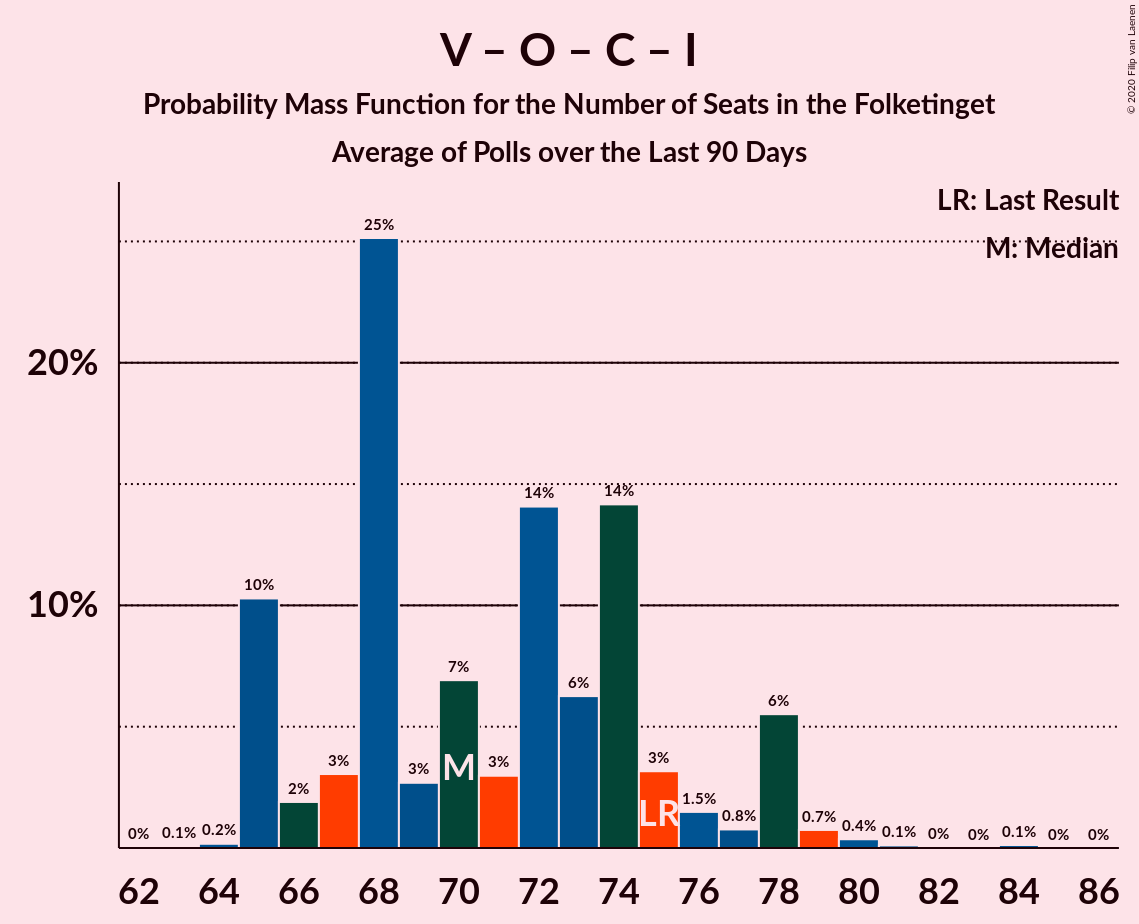 V – O – C – I
Probability Mass Function for the Number of Seats in the Folketinget
Average of Polls over the Last 90 Days
© 2020 Filip van Laenen
LR: Last Result
M: Median
25%
20%
14% 14%
10%
10%
7%
6%
6%
3%
3%
3%
3%
2%
1.5%
0.8%
0.7%
0.4%
0% 0.1% 0.2%
0.1% 0% 0% 0.1% 0% 0%
M
LR
62 64 66 68 70 72 74 76 78 80 82 84 86